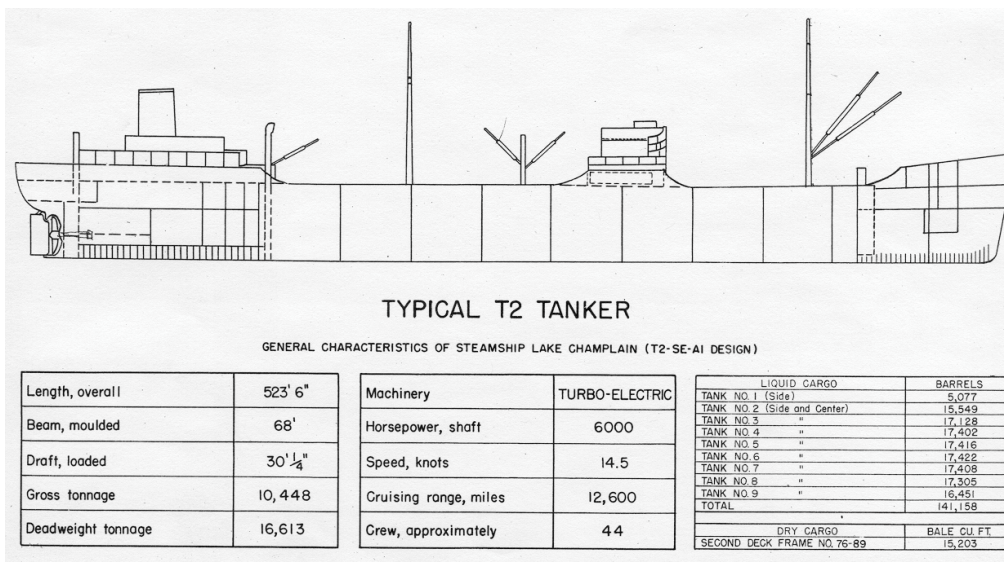 TYPICAL T2 TANKER
GENERAL CHARACTERISTICS OF STEAMSHIP LAKE CHAMPLAIN (T2-SE-A1 DESIGN)
Length, overall 523' 6"
Beam, moulded 68'
Draft, loaded 30' 1/4"
Gross tonnage 10,448
Deadweight tonnage 16,613
Machinery TURBO-ELECTRIC
Horsepower, shaft 6000
Speed, knots 14.5
Cruising range, miles 12,600
Crew, approximately 44
LIQUID CARGO BARRELS
TANK NO. 1 (Side) 5,077
TANK NO. 2 (Side and Center) 15,549
TANK NO. 3 " 17,128
TANK NO. 4 " 17,402
TANK NO. 5 " 17,416
TANK NO. 6 " 17,422
TANK NO. 7 " 17,408
TANK NO. 8 " 17,305
TANK NO. 9 " 16,451
TOTAL 141,158
DRY CARGO BALE CU. FT.
SECOND DECK FRAME NO. 76-89 15,203